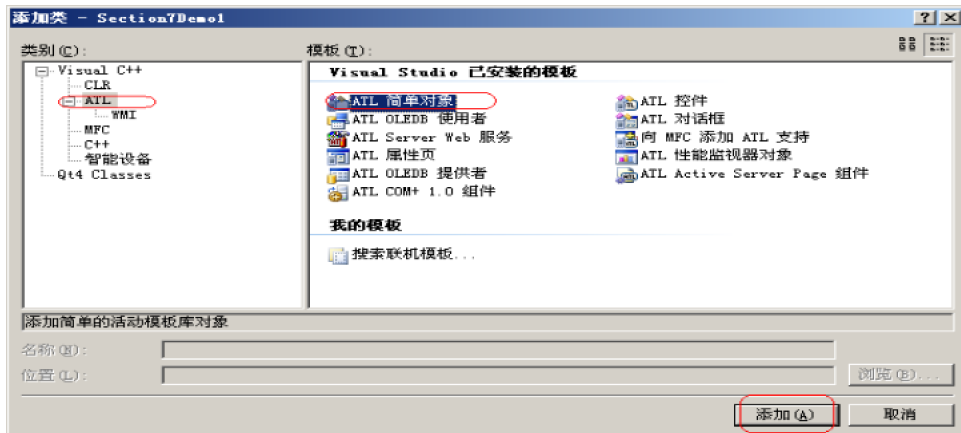 添加类 - Section7Demo1
类别(C):
模板(T):
Visual C++
CLR
ATL
WMI
MFC
C++
智能设备
Qt4 Classes
Visual Studio 已安装的模板
ATL 简单对象
ATL OLEDB 使用者
ATL Server Web 服务
ATL 属性页
ATL OLEDB 提供者
ATL COM+ 1.0 组件
ATL 控件
ATL 对话框
向 MFC 添加 ATL 支持
ATL 性能监视器对象
ATL Active Server Page 组件
我的模板
搜索联机模板...
添加简单的活动模板库对象
名称(N):
位置(L):
浏览(B)...
添加(A)
取消